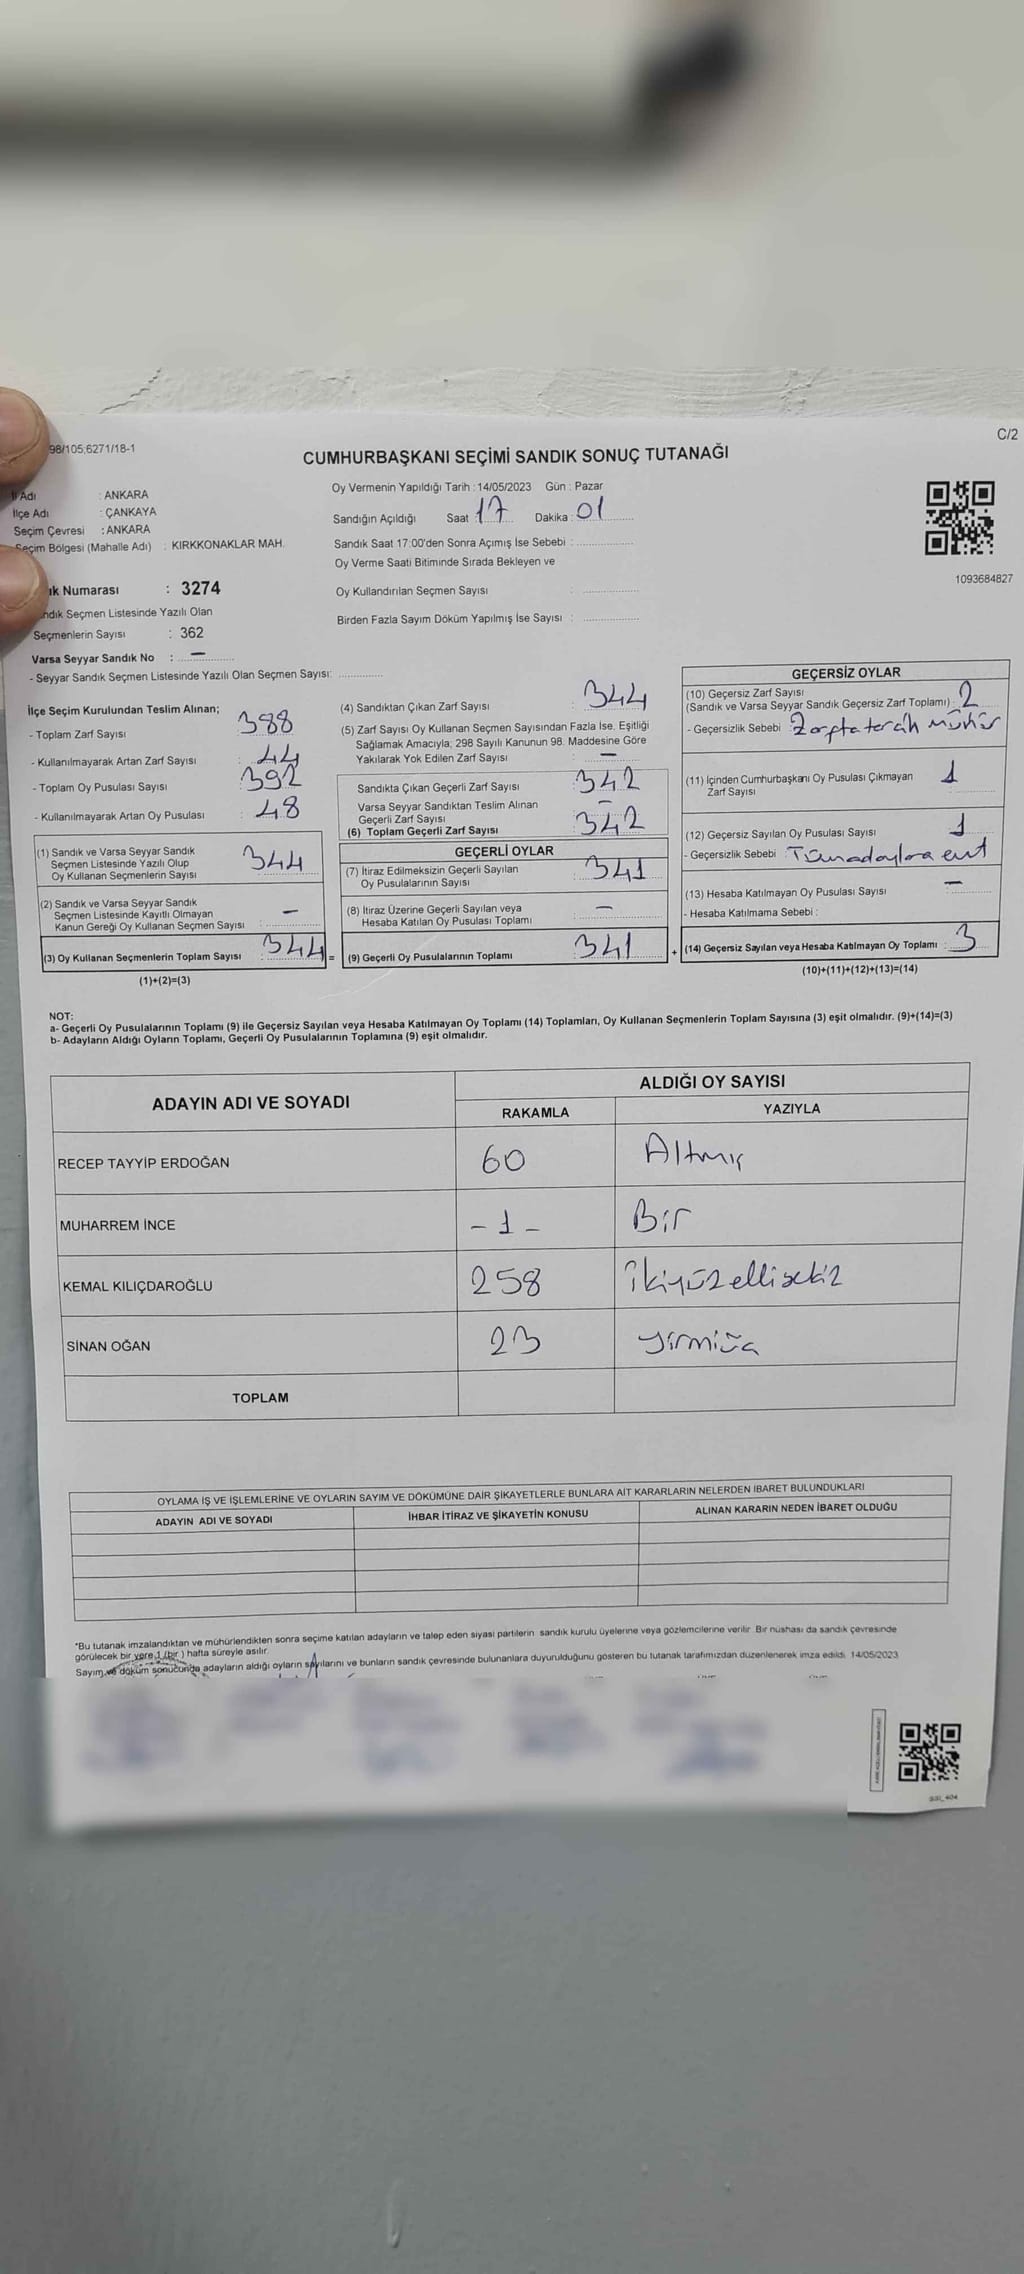 98/105;6271/18-1
C/2
CUMHURBAŞKANI SEÇİMİ SANDIK SONUÇ TUTANAĞI
İl Adı : ANKARA
İlçe Adı : ÇANKAYA
Seçim Çevresi : ANKARA
Seçim Bölgesi (Mahalle Adı) : KIRKKONAKLAR MAH.
Oy Vermenin Yapıldığı Tarih : 14/05/2023 Gün : Pazar
Sandığın Açıldığı Saat : 17 Dakika : 01
Sandık Saat 17:00'den Sonra Açımış İse Sebebi :
Oy Verme Saati Bitiminde Sırada Bekleyen ve
Oy Kullandırılan Seçmen Sayısı :
Birden Fazla Sayım Döküm Yapılmış İse Sayısı :
1093684827
ık Numarası : 3274
ndık Seçmen Listesinde Yazılı Olan
Seçmenlerin Sayısı : 362
Varsa Seyyar Sandık No : —
- Seyyar Sandık Seçmen Listesinde Yazılı Olan Seçmen Sayısı:
İlçe Seçim Kurulundan Teslim Alınan;
- Toplam Zarf Sayısı : 388
- Kullanılmayarak Artan Zarf Sayısı : 44
- Toplam Oy Pusulası Sayısı : 392
- Kullanılmayarak Artan Oy Pusulası : 48
(1) Sandık ve Varsa Seyyar Sandık
Seçmen Listesinde Yazılı Olup
Oy Kullanan Seçmenlerin Sayısı : 344
(2) Sandık ve Varsa Seyyar Sandık
Seçmen Listesinde Kayıtlı Olmayan
Kanun Gereği Oy Kullanan Seçmen Sayısı : —
(3) Oy Kullanan Seçmenlerin Toplam Sayısı : 344 =
(1)+(2)=(3)
(4) Sandıktan Çıkan Zarf Sayısı : 344
(5) Zarf Sayısı Oy Kullanan Seçmen Sayısından Fazla İse, Eşitliği
Sağlamak Amacıyla; 298 Sayılı Kanunun 98. Maddesine Göre
Yakılarak Yok Edilen Zarf Sayısı : —
Sandıkta Çıkan Geçerli Zarf Sayısı : 342
Varsa Seyyar Sandıktan Teslim Alınan
Geçerli Zarf Sayısı : —
(6) Toplam Geçerli Zarf Sayısı : 342
GEÇERLİ OYLAR
(7) İtiraz Edilmeksizin Geçerli Sayılan
Oy Pusulalarının Sayısı : 341
(8) İtiraz Üzerine Geçerli Sayılan veya
Hesaba Katılan Oy Pusulası Toplamı : —
(9) Geçerli Oy Pusulalarının Toplamı : 341 +
GEÇERSİZ OYLAR
(10) Geçersiz Zarf Sayısı
(Sandık ve Varsa Seyyar Sandık Geçersiz Zarf Toplamı) : 2
- Geçersizlik Sebebi : Zarfta tercih mührü
(11) İçinden Cumhurbaşkanı Oy Pusulası Çıkmayan
Zarf Sayısı : 1
(12) Geçersiz Sayılan Oy Pusulası Sayısı : 1
- Geçersizlik Sebebi : Tüm adaylara evet
(13) Hesaba Katılmayan Oy Pusulası Sayısı : —
- Hesaba Katılmama Sebebi :
(14) Geçersiz Sayılan veya Hesaba Katılmayan Oy Toplamı : 3
(10)+(11)+(12)+(13)=(14)
NOT:
a- Geçerli Oy Pusulalarının Toplamı (9) ile Geçersiz Sayılan veya Hesaba Katılmayan Oy Toplamı (14) Toplamları, Oy Kullanan Seçmenlerin Toplam Sayısına (3) eşit olmalıdır. (9)+(14)=(3)
b- Adayların Aldığı Oyların Toplamı, Geçerli Oy Pusulalarının Toplamına (9) eşit olmalıdır.
ADAYIN ADI VE SOYADI
ALDIĞI OY SAYISI
RAKAMLA YAZIYLA
RECEP TAYYİP ERDOĞAN 60 Altmış
MUHARREM İNCE - 1 - Bir
KEMAL KILIÇDAROĞLU 258 ikiyüzellisekiz
SİNAN OĞAN 23 yirmiüç
TOPLAM
OYLAMA İŞ VE İŞLEMLERİNE VE OYLARIN SAYIM VE DÖKÜMÜNE DAİR ŞİKAYETLERLE BUNLARA AİT KARARLARIN NELERDEN İBARET BULUNDUKLARI
ADAYIN ADI VE SOYADI İHBAR İTİRAZ VE ŞİKAYETİN KONUSU ALINAN KARARIN NEDEN İBARET OLDUĞU
*Bu tutanak imzalandıktan ve mühürlendikten sonra seçime katılan adayların ve talep eden siyasi partilerin sandık kurulu üyelerine veya gözlemcilerine verilir. Bir nüshası da sandık çevresinde
görülecek bir yere 1 (bir ) hafta süreyle asılır.
Sayım ve döküm sonucunda adayların aldığı oyların sayılarını ve bunların sandık çevresinde bulunanlara duyurulduğunu gösteren bu tutanak tarafımızdan düzenlenerek imza edildi. 14/05/2023